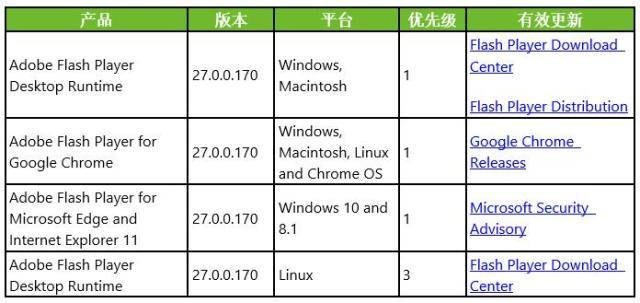 产品 版本 平台 优先级 有效更新
Adobe Flash Player
Desktop Runtime
27.0.0.170
Windows,
Macintosh
1
Flash Player Download
Center
Flash Player Distribution
Adobe Flash Player for
Google Chrome
27.0.0.170
Windows,
Macintosh, Linux
and Chrome OS
1
Google Chrome
Releases
Adobe Flash Player for
Microsoft Edge and
Internet Explorer 11
27.0.0.170
Windows 10 and
8.1
1
Microsoft Security
Advisory
Adobe Flash Player
Desktop Runtime
27.0.0.170
Linux
3
Flash Player Download
Center